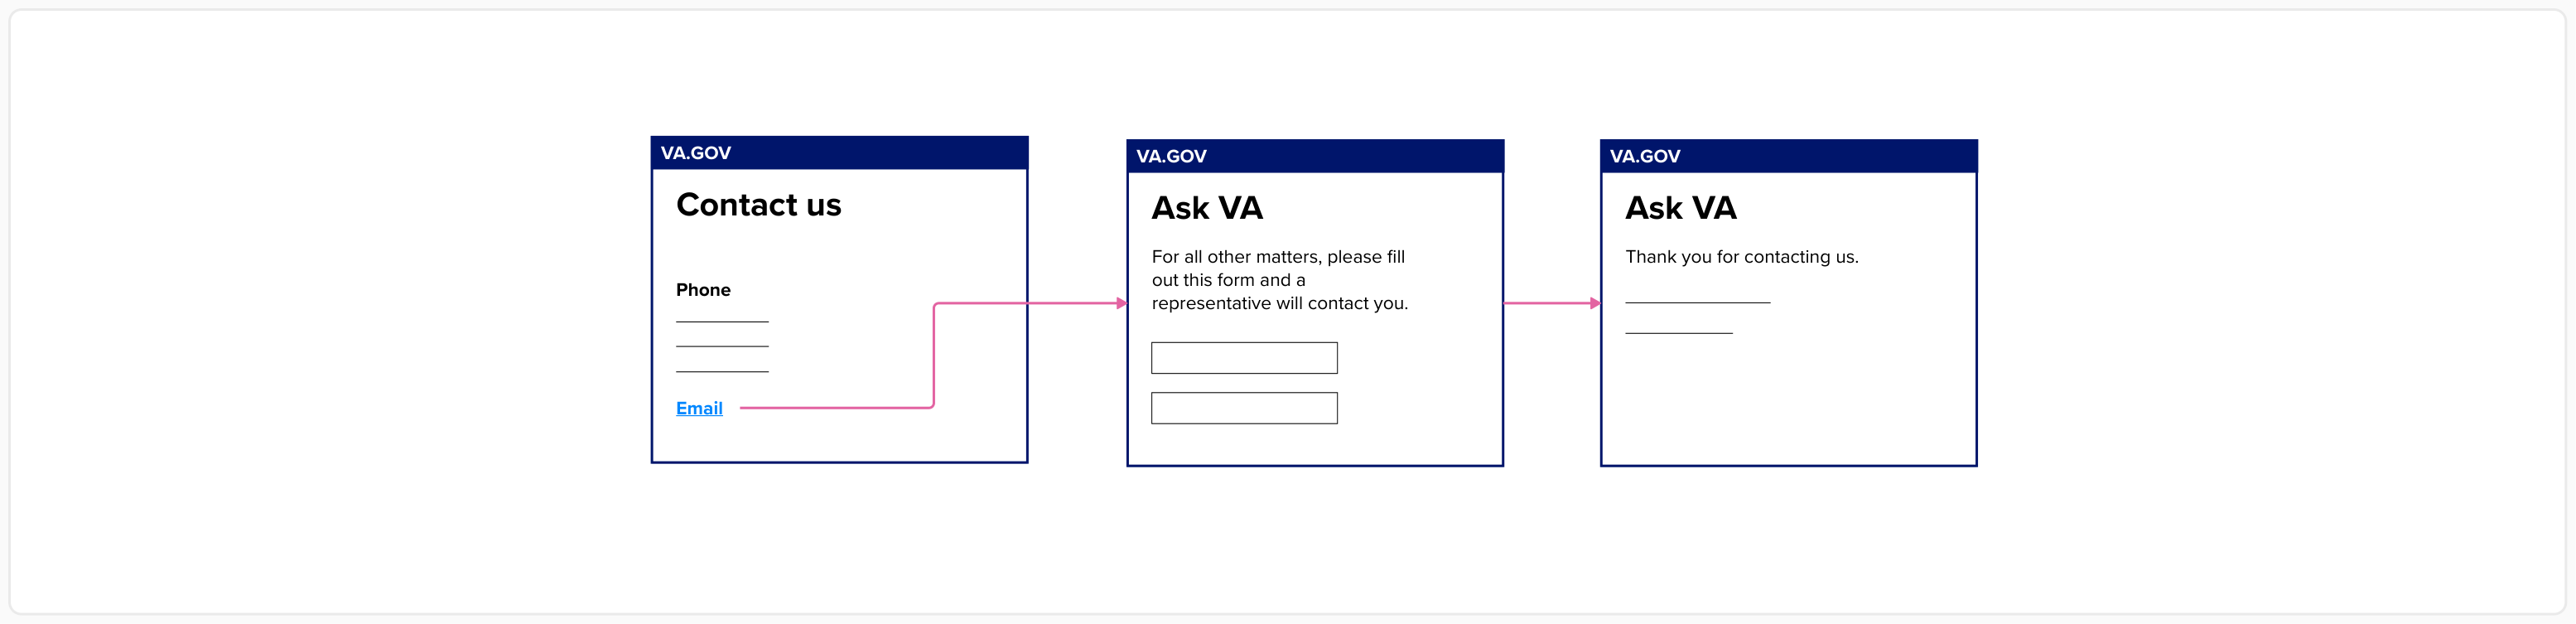 VA.GOV
Contact us
Phone
Email
VA.GOV
Ask VA
For all other matters, please fill
out this form and a
representative will contact you.
VA.GOV
Ask VA
Thank you for contacting us.